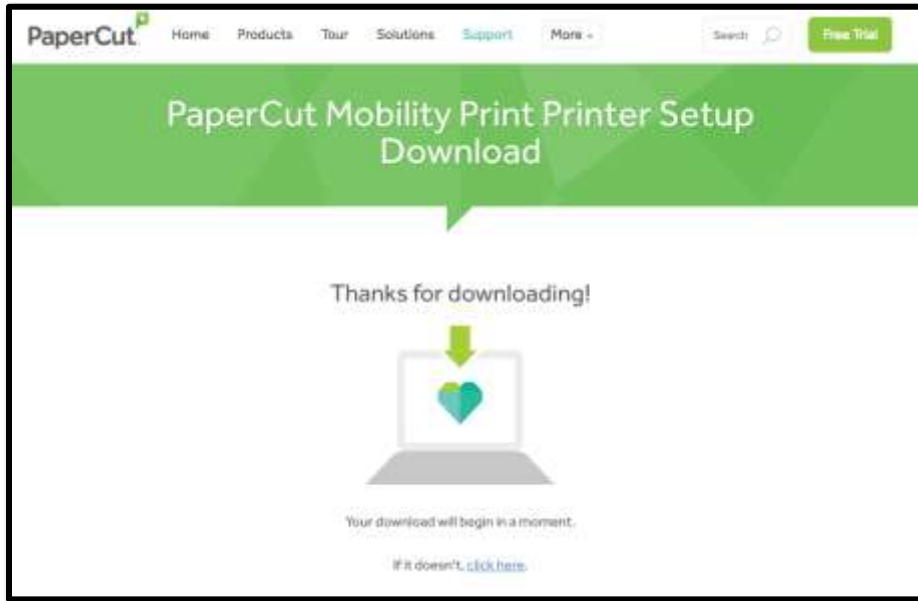 PaperCut
Home Products Tour Solutions Support More Search Free Trial
PaperCut Mobility Print Printer Setup
Download
Thanks for downloading!
Your download will begin in a moment.
If it doesn't, click here.